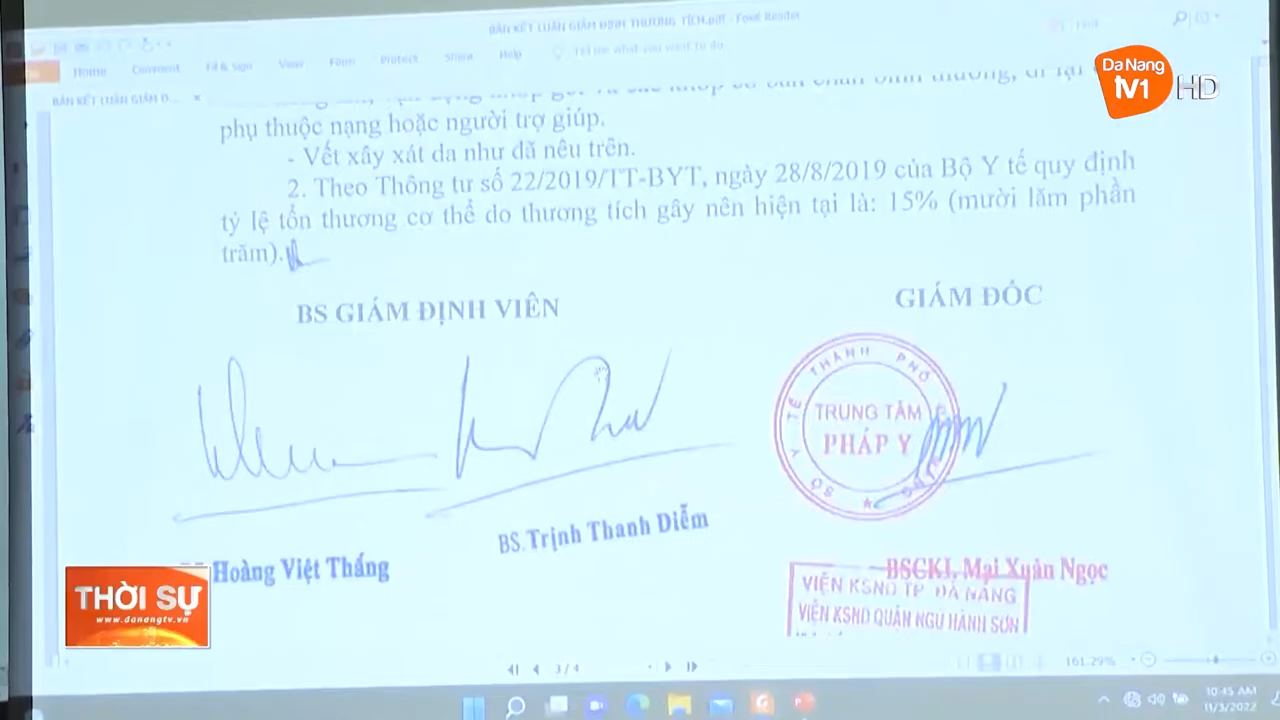 BẢN KẾT LUẬN GIÁM ĐỊNH THƯƠNG TÍCH.pdf - Foxit Reader
Home Comment Fill & Sign View Form Protect Share Help Tell me what you want to do
BẢN KẾT LUẬN GIÁM Đ... ×
Da Nang TV1 HD
phụ thuộc nạng hoặc người trợ giúp.
- Vết xây xát da như đã nêu trên.
2. Theo Thông tư số 22/2019/TT-BYT, ngày 28/8/2019 của Bộ Y tế quy định
tỷ lệ tổn thương cơ thể do thương tích gây nên hiện tại là: 15% (mười lăm phần
trăm).
BS GIÁM ĐỊNH VIÊN
GIÁM ĐỐC
SỞ Y TẾ THÀNH PHỐ
TRUNG TÂM
PHÁP Y
BS.Trịnh Thanh Diễm
Hoàng Việt Thắng
BSCKI, Mai Xuân Ngọc
VIỆN KSND TP ĐÀ NẴNG
VIỆN KSND QUẬN NGŨ HÀNH SƠN
THỜI SỰ
www.danangtv.vn
3 / 4
161.29%
10:45 AM
11/3/2022